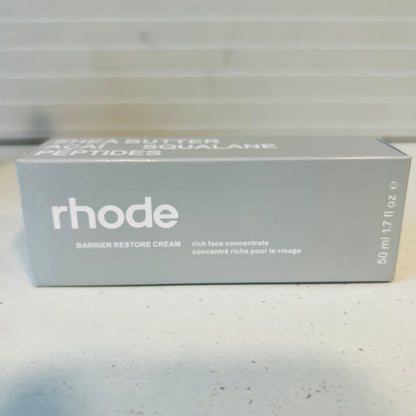 SHEA BUTTER
ACAI SQUALANE
PEPTIDES
rhode
BARRIER RESTORE CREAM
rich face concentrate
concentré riche pour le visage
50 ml 1.7 fl oz ℮